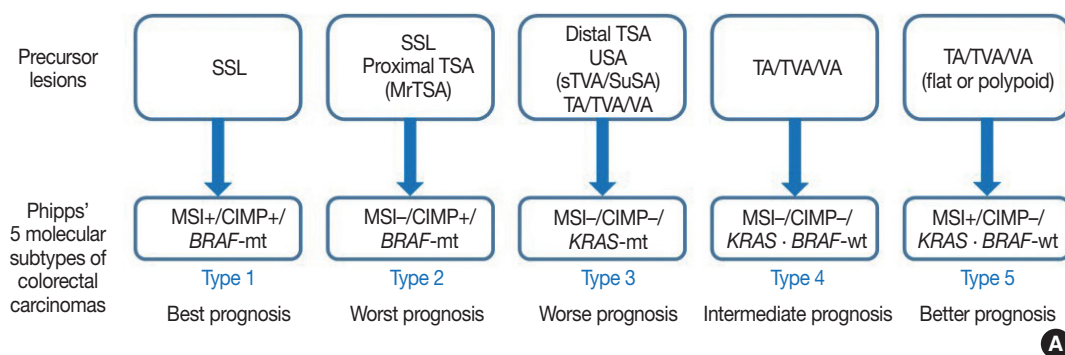 Precursor
lesions
SSL
SSL
Proximal TSA
(MrTSA)
Distal TSA
USA
(sTVA/SuSA)
TA/TVA/VA
TA/TVA/VA
TA/TVA/VA
(flat or polypoid)
Phipps'
5 molecular
subtypes of
colorectal
carcinomas
MSI+/CIMP+/
BRAF-mt
MSI–/CIMP+/
BRAF-mt
MSI–/CIMP–/
KRAS-mt
MSI–/CIMP–/
KRAS · BRAF-wt
MSI+/CIMP–/
KRAS · BRAF-wt
Type 1
Type 2
Type 3
Type 4
Type 5
Best prognosis
Worst prognosis
Worse prognosis
Intermediate prognosis
Better prognosis
A